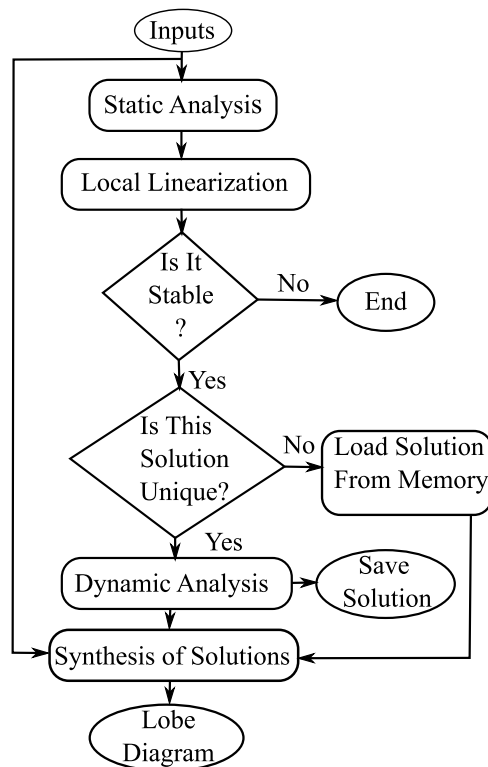 Inputs
Static Analysis
Local Linearization
Is It
Stable
?
No
End
Yes
Is This
Solution
Unique?
No
Load Solution
From Memory
Yes
Dynamic Analysis
Save
Solution
Synthesis of Solutions
Lobe
Diagram